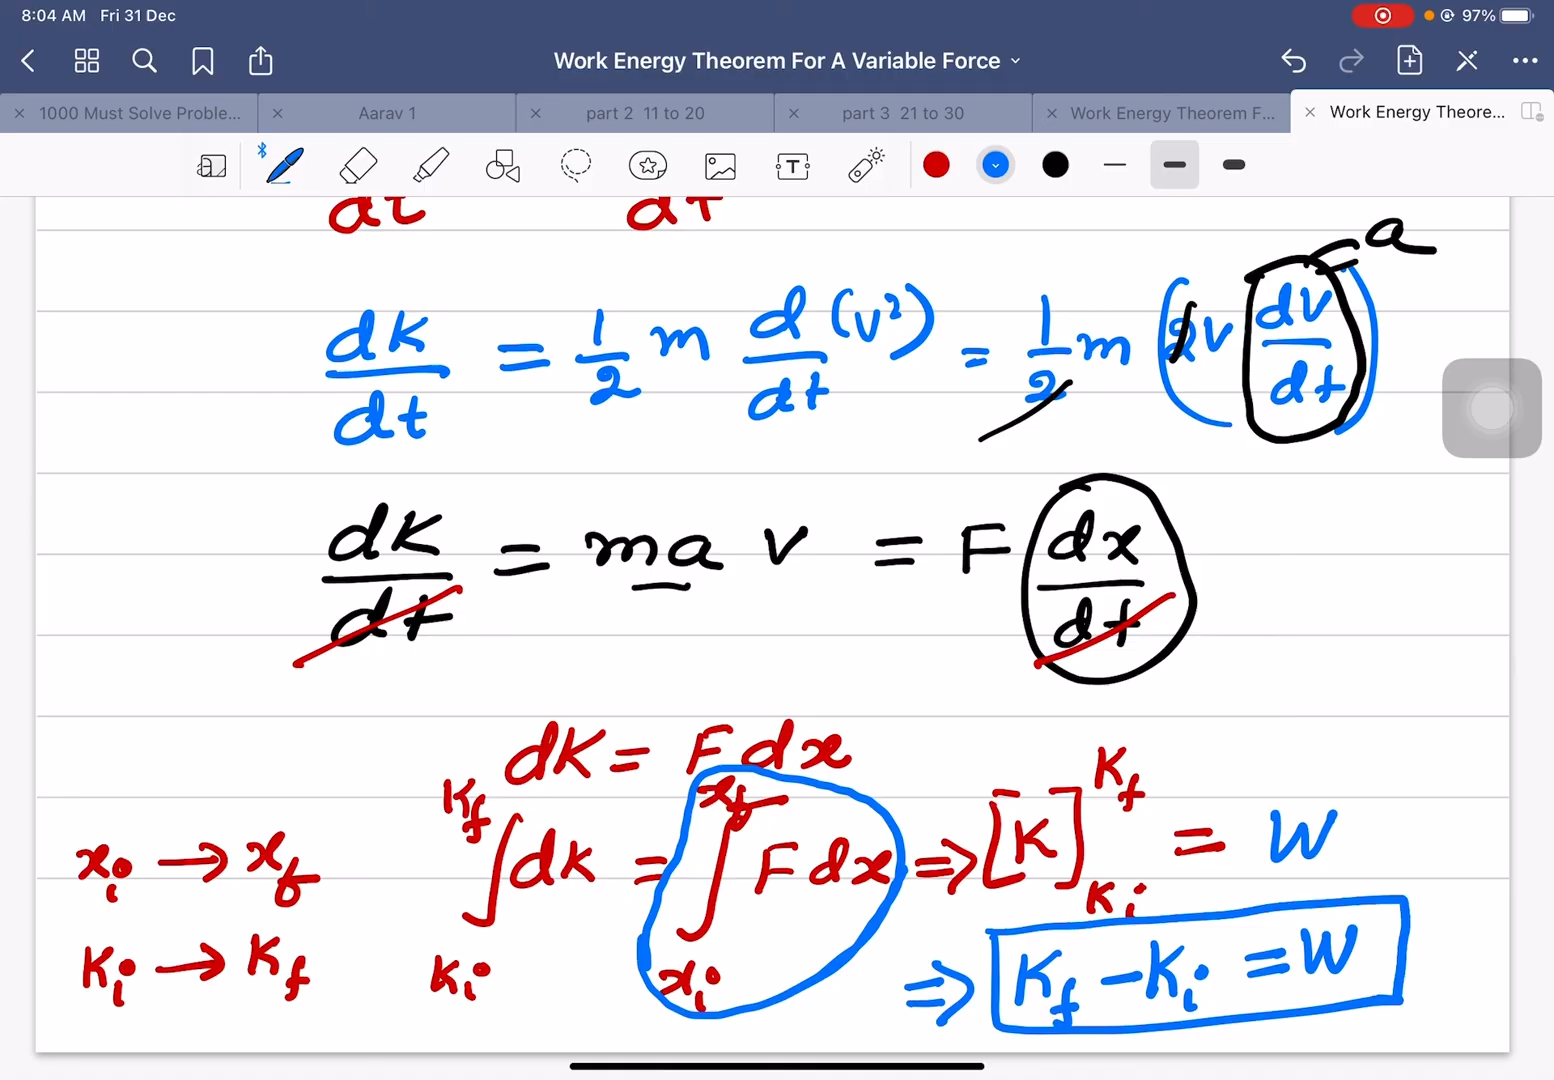 8:04 AM Fri 31 Dec 97%
Work Energy Theorem For A Variable Force
1000 Must Solve Proble... Aarav 1 part 2 11 to 20 part 3 21 to 30 Work Energy Theorem F... Work Energy Theore...
T
dt dt
a
dK/dt = 1/2 m d/dt (v²) = 1/2 m (2v dv/dt)
dK/dt = ma v = F dx/dt
dK = F dx
x_i → x_f ∫_{K_i}^{K_f} dK = ∫_{x_i}^{x_f} F dx ⇒ [K]_{K_i}^{K_f} = W
K_i → K_f ⇒ K_f - K_i = W